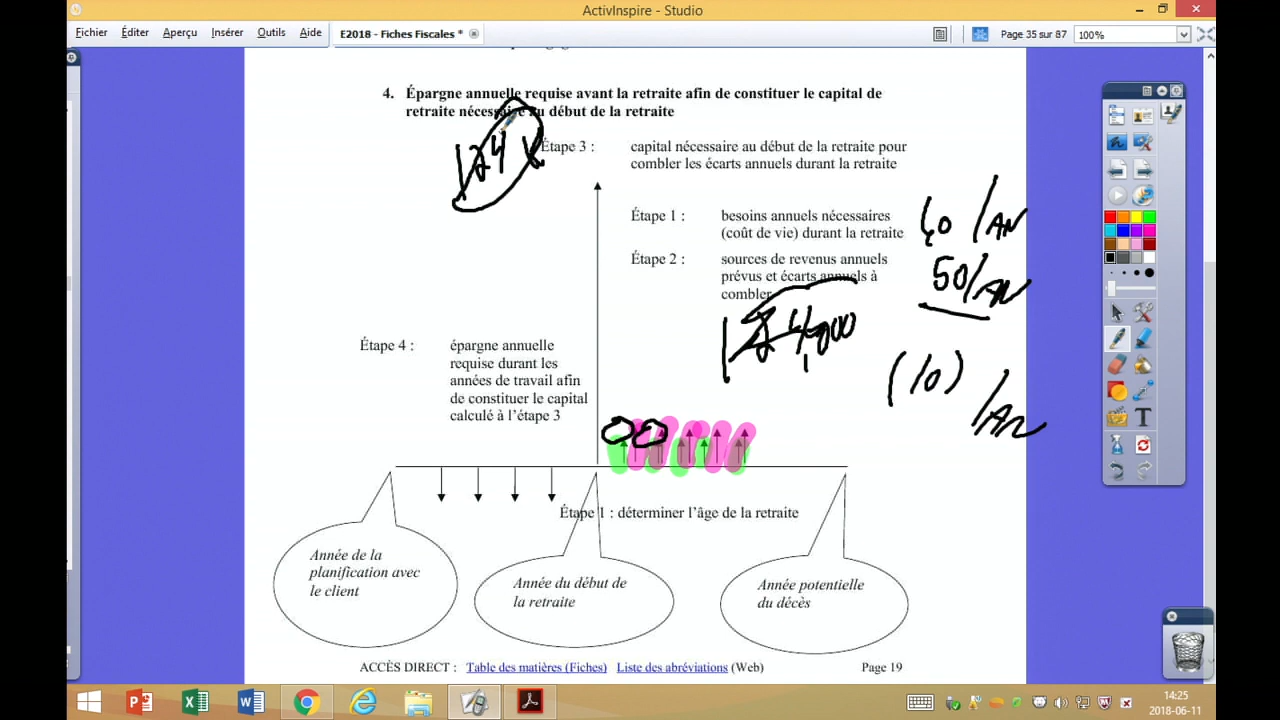 ActivInspire - Studio
Fichier Éditer Aperçu Insérer Outils Aide
E2018 - Fiches Fiscales *
Page 35 sur 87
100%
4. Épargne annuelle requise avant la retraite afin de constituer le capital de
retraite nécessaire au début de la retraite
124 k
Étape 3 : capital nécessaire au début de la retraite pour
combler les écarts annuels durant la retraite
Étape 1 : besoins annuels nécessaires
(coût de vie) durant la retraite
/AN
Étape 2 : sources de revenus annuels
prévus et écarts annuels à
combler
50/AN
124,000
(10) /AN
Étape 4 : épargne annuelle
requise durant les
années de travail afin
de constituer le capital
calculé à l'étape 3
Étape 1 : déterminer l'âge de la retraite
Année de la
planification avec
le client
Année du début de
la retraite
Année potentielle
du décès
ACCÈS DIRECT : Table des matières (Fiches) Liste des abréviations (Web) Page 19
14:25
2018-06-11